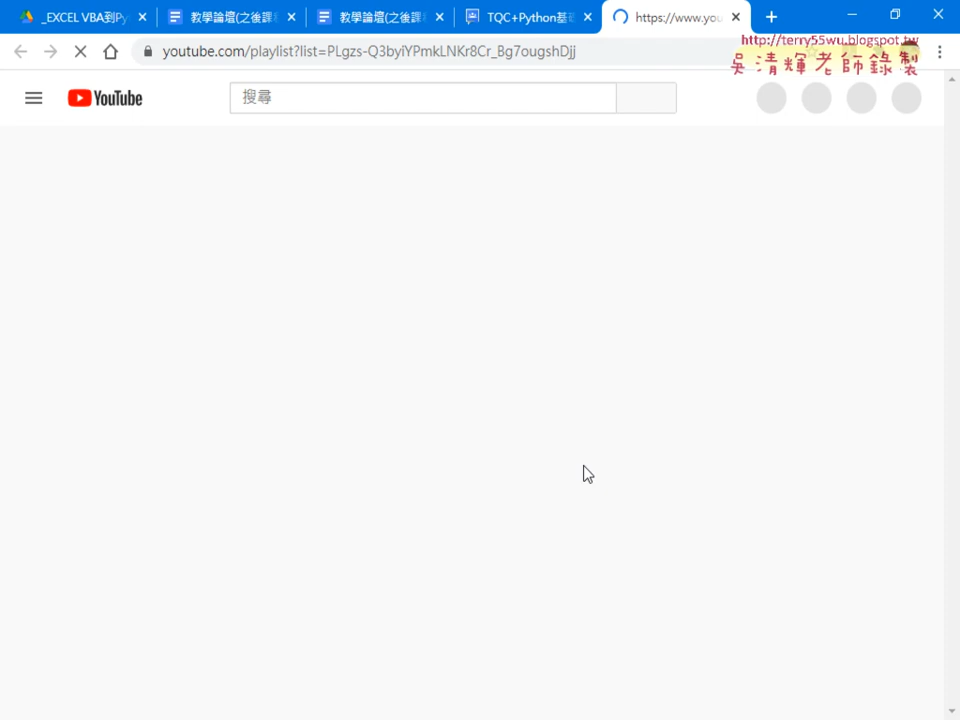 _EXCEL VBA到Py
教學論壇(之後課
教學論壇(之後課程
TQC+Python基
https://www.you
youtube.com/playlist?list=PLgzs-Q3byiYPmkLNKr8Cr_Bg7ougshDjj
http://terry55wu.blogspot.tw
吳清輝老師錄製
YouTube
搜尋